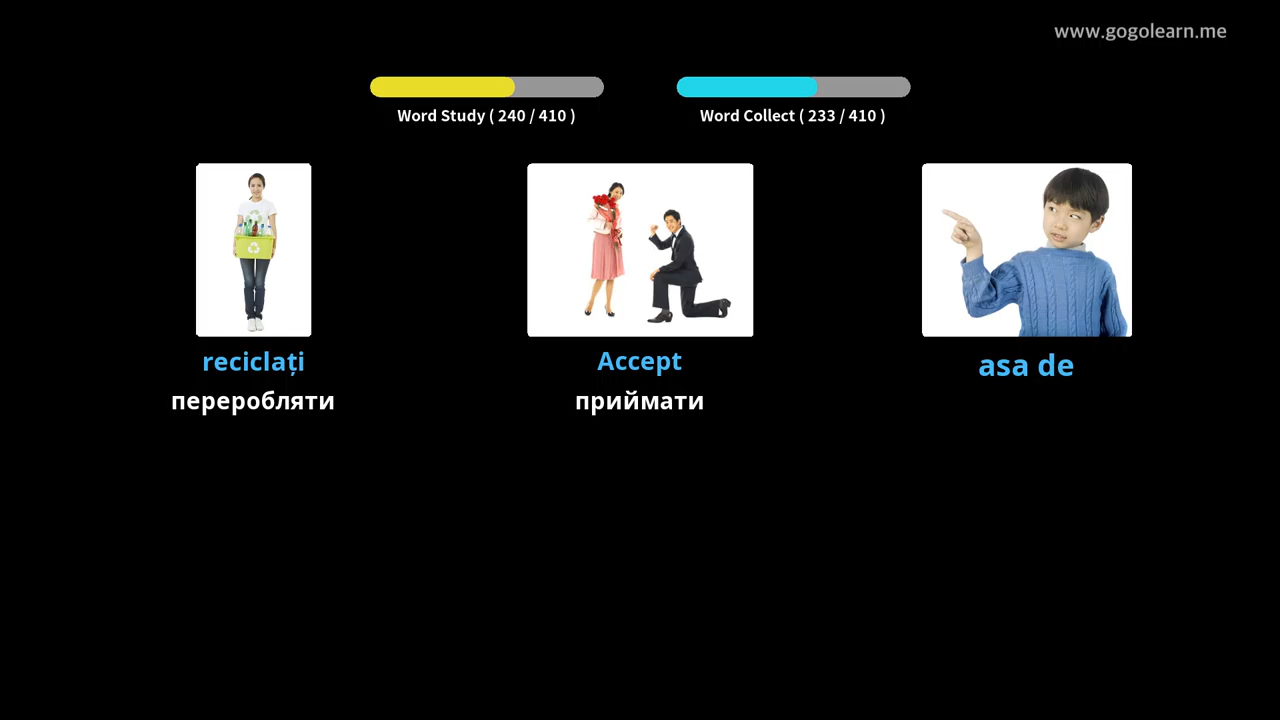 www.gogolearn.me
Word Study ( 240 / 410 )
Word Collect ( 233 / 410 )
reciclați
переробляти
Accept
приймати
asa de